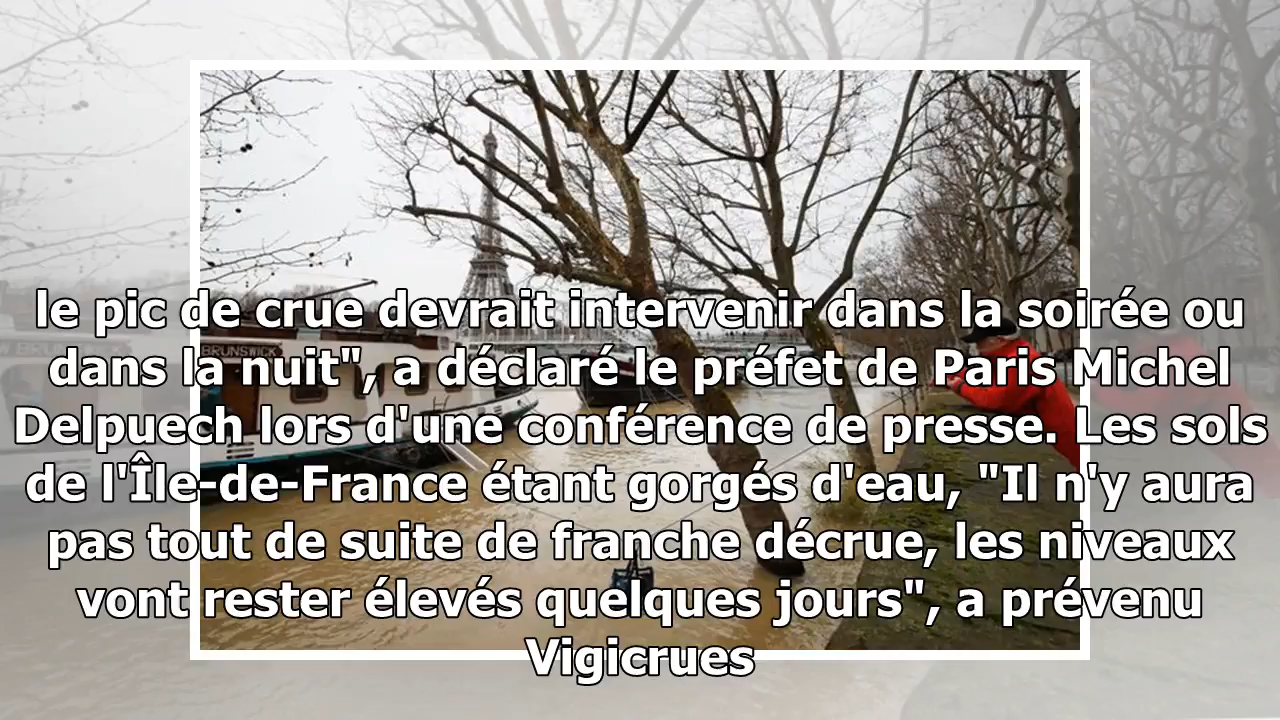 le pic de crue devrait intervenir dans la soirée ou
dans la nuit", a déclaré le préfet de Paris Michel
Delpuech lors d'une conférence de presse. Les sols
de l'Île-de-France étant gorgés d'eau, "Il n'y aura
pas tout de suite de franche décrue, les niveaux
vont rester élevés quelques jours", a prévenu
Vigicrues
BRUNSWICK